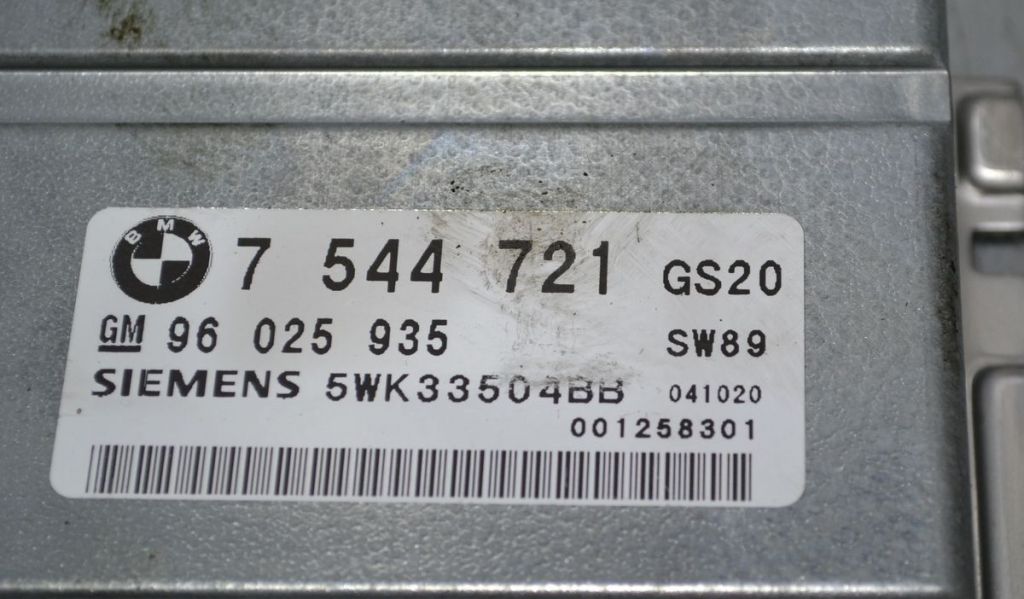 BMW 7 544 721 GS20
GM 96 025 935 SW89
SIEMENS 5WK33504BB 041020
001258301